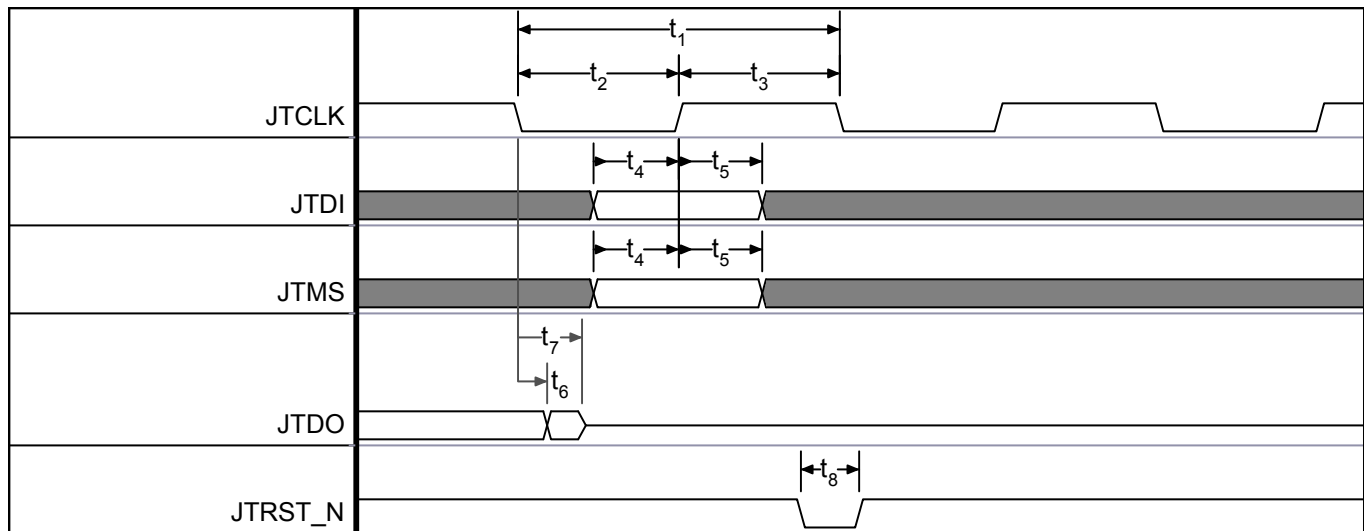 t₁
t₂ t₃
JTCLK
t₄ t₅
JTDI
t₄ t₅
JTMS
t₇
t₆
JTDO
t₈
JTRST_N